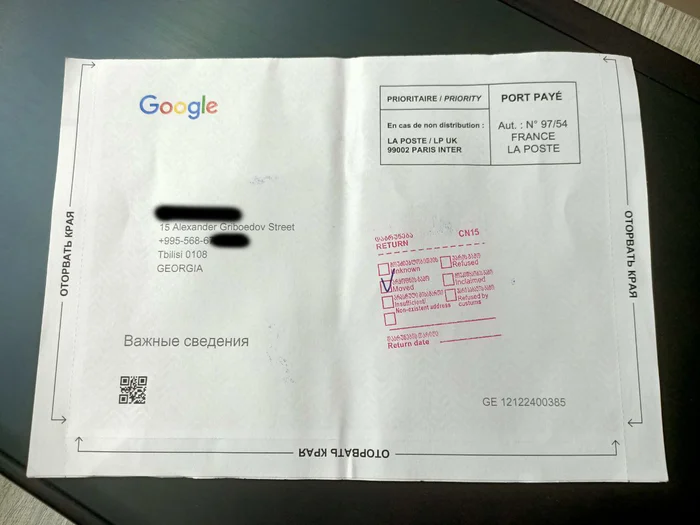 Google
PRIORITAIRE / PRIORITY
En cas de non distribution :
LA POSTE / LP UK
99002 PARIS INTER
PORT PAYÉ
Aut. : N° 97/54
FRANCE
LA POSTE
15 Alexander Griboedov Street
+995-568-6
Tbilisi 0108
GEORGIA
დაბრუნება
RETURN
CN15
Unknown
Refused
Moved
Inclaimed
Insufficient/
Non-existent address
Refused by
customs
Return date
Важные сведения
GE 12122400385
ОТОРВАТЬ КРАЯ
ОТОРВАТЬ КРАЯ
ОТОРВАТЬ КРАЯ